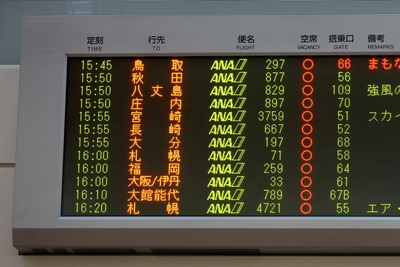 定刻 行先 便名 空席 搭乗口 備考
TIME TO FLIGHT VACANCY GATE REMARKS
15:45 鳥取 ANA 297 ○ 66 まもな
15:50 秋田 ANA 877 ○ 56
15:50 八丈島 ANA 829 ○ 109 強風の
15:50 庄内 ANA 897 ○ 70
15:55 宮崎 ANA 3759 ○ 51 スカイ
15:55 長崎 ANA 667 ○ 52
15:55 大分 ANA 197 ○ 68
16:00 札幌 ANA 71 ○ 58
16:00 福岡 ANA 259 ○ 64
16:00 大阪/伊丹 ANA 33 ○ 61
16:10 大館能代 ANA 789 ○ 67B
16:20 札幌 ANA 4721 ○ 55 エア・